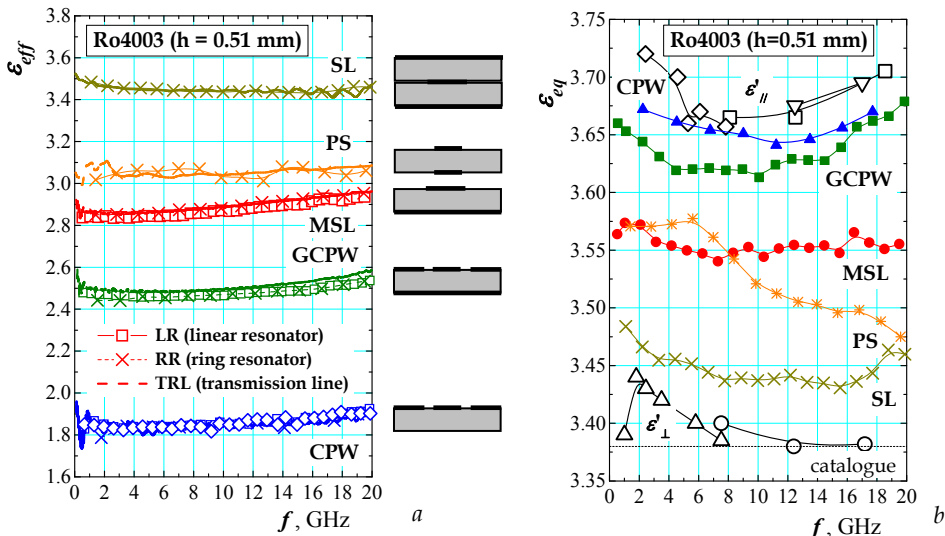 Ro4003 (h = 0.51 mm)
ε_eff
3.8
3.6
3.4
3.2
3.0
2.8
2.6
2.4
2.2
2.0
1.8
1.6
SL
PS
MSL
GCPW
LR (linear resonator)
RR (ring resonator)
TRL (transmission line)
CPW
0 2 4 6 8 10 12 14 16 18 20
f, GHz
a
Ro4003 (h=0.51 mm)
ε_eq
3.70
3.65
3.60
3.55
3.50
3.45
3.40
3.35
CPW
ε'_//
GCPW
MSL
PS
SL
ε'_⊥
catalogue
0 2 4 6 8 10 12 14 16 18 20
f, GHz
b